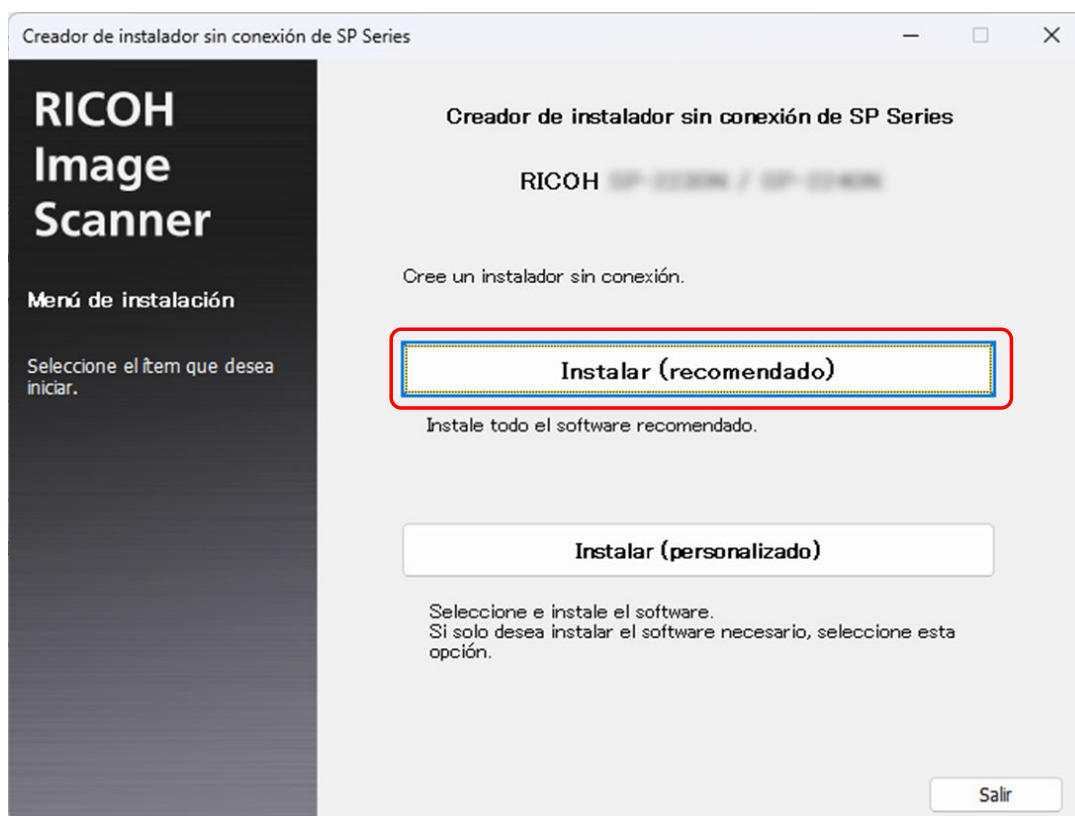 Creador de instalador sin conexión de SP Series
RICOH
Image
Scanner
Menú de instalación
Seleccione el ítem que desea
iniciar.
Creador de instalador sin conexión de SP Series
RICOH
Cree un instalador sin conexión.
Instalar (recomendado)
Instale todo el software recomendado.
Instalar (personalizado)
Seleccione e instale el software.
Si solo desea instalar el software necesario, seleccione esta
opción.
Salir